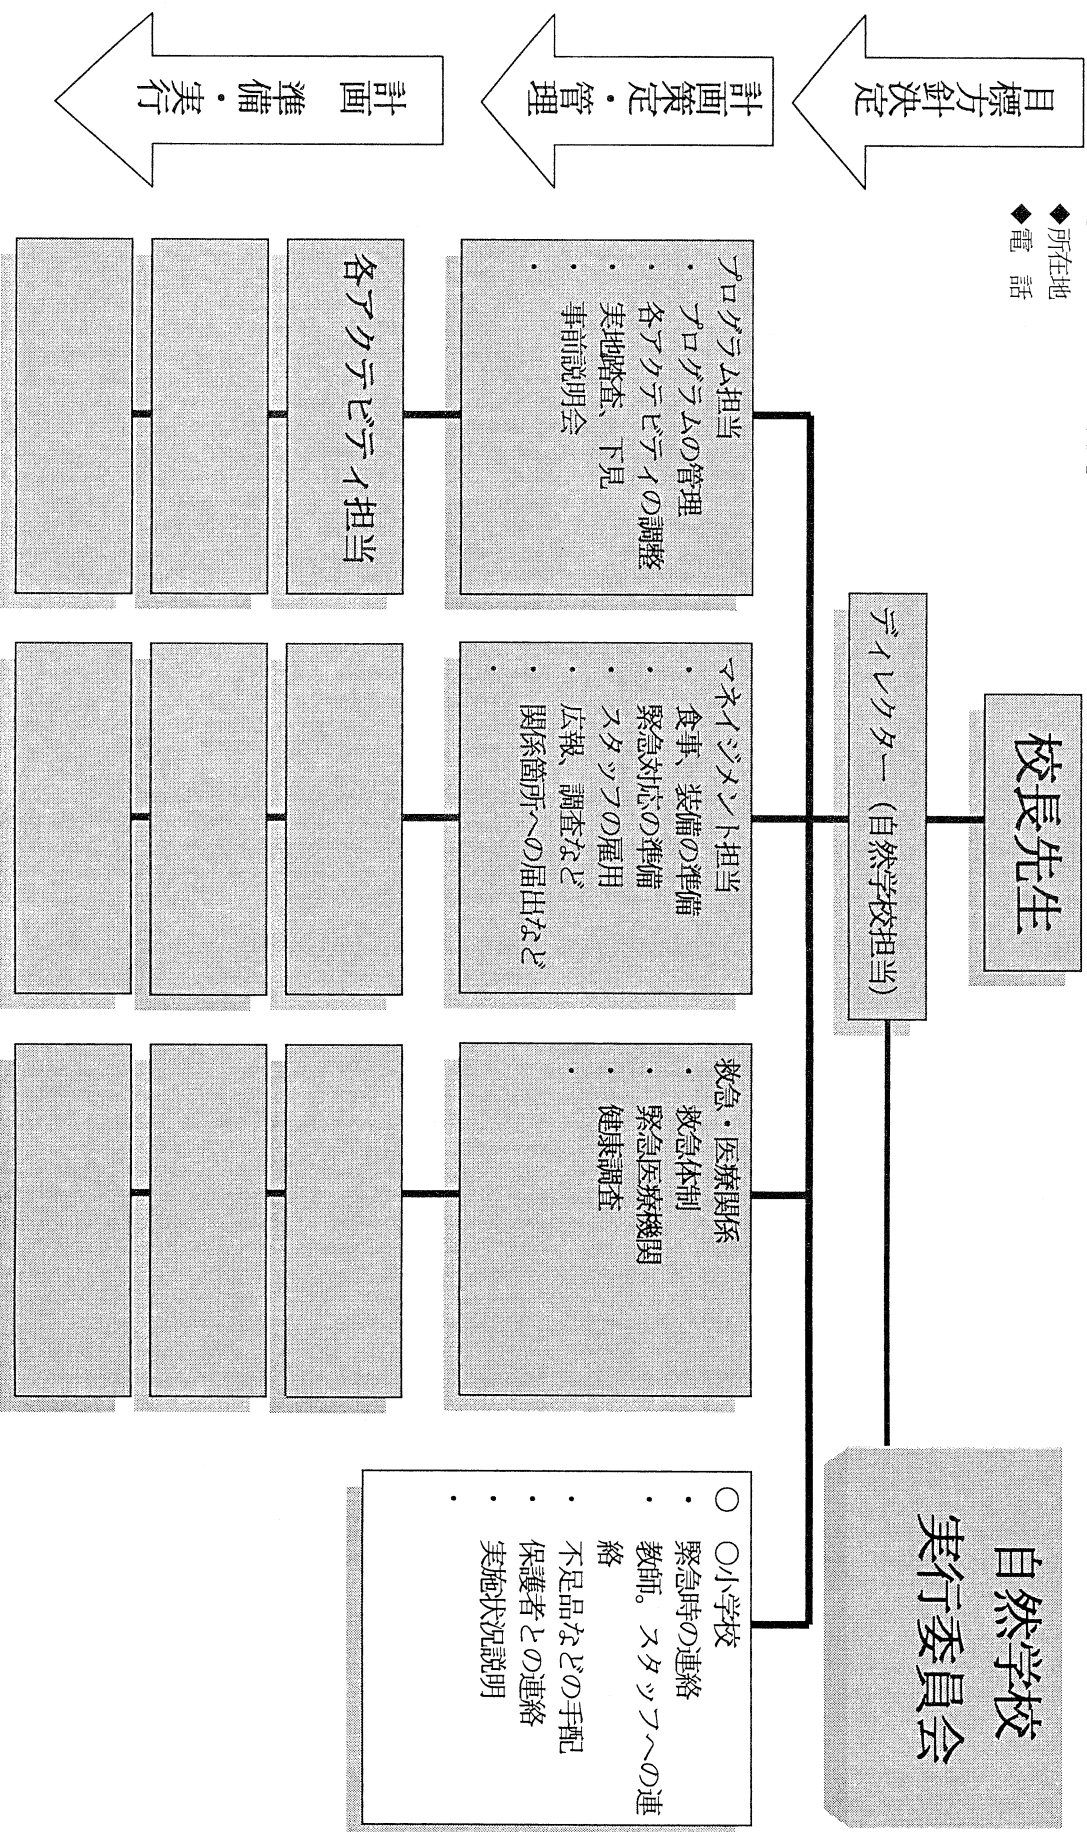 ◆所在地
◆電　話
目標方針決定
計画策定・管理
計画準備・実行
校長先生
ディレクター（自然学校担当）
自然学校
実行委員会
プログラム担当
・プログラムの管理
・各アクテビティの調整
・実地踏査、下見
・事前説明会
・
マネイジメント担当
・食事、装備の準備
・緊急対応の準備
・スタッフの雇用
・広報、調査など
・関係箇所への届出など
・
救急・医療関係
・救急体制
・緊急医療機関
・健康調査
・
○　○小学校
・緊急時の連絡
・教師。スタッフへの連
絡
・不足品などの手配
・保護者との連絡
・実施状況説明
・
各アクテビティ担当